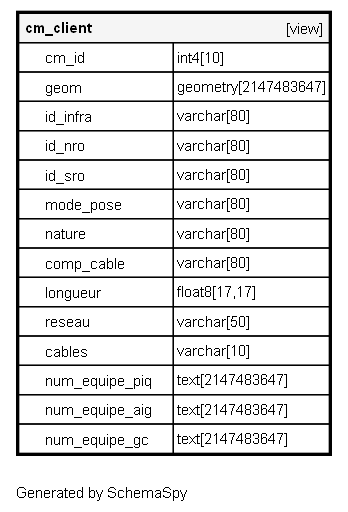 cm_client [view]
cm_id int4[10]
geom geometry[2147483647]
id_infra varchar[80]
id_nro varchar[80]
id_sro varchar[80]
mode_pose varchar[80]
nature varchar[80]
comp_cable varchar[80]
longueur float8[17,17]
reseau varchar[50]
cables varchar[10]
num_equipe_piq text[2147483647]
num_equipe_aig text[2147483647]
num_equipe_gc text[2147483647]
Generated by SchemaSpy